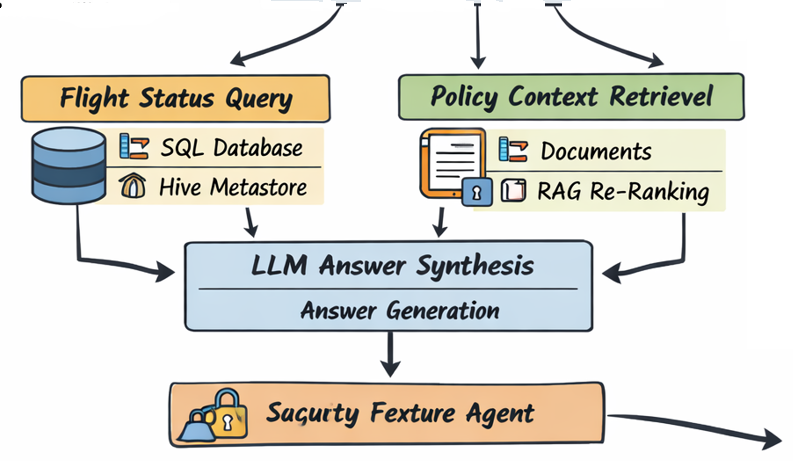 Flight Status Query
Policy Context Retrievel
SQL Database
Hive Metastore
Documents
RAG Re-Ranking
LLM Answer Synthesis
Answer Generation
Sagurty Fexture Agent